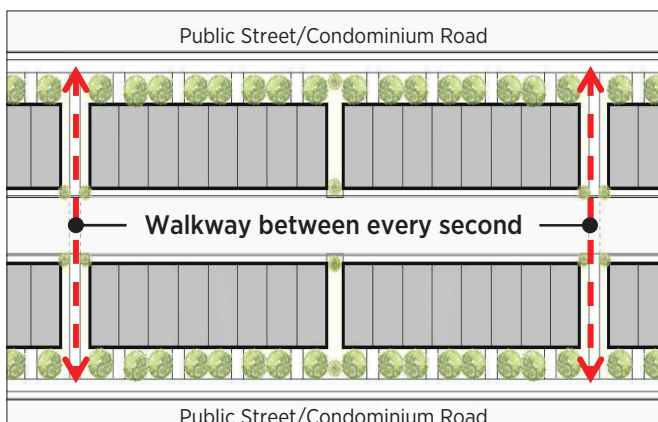 Public Street/Condominium Road
Walkway between every second
Public Street/Condominium Road